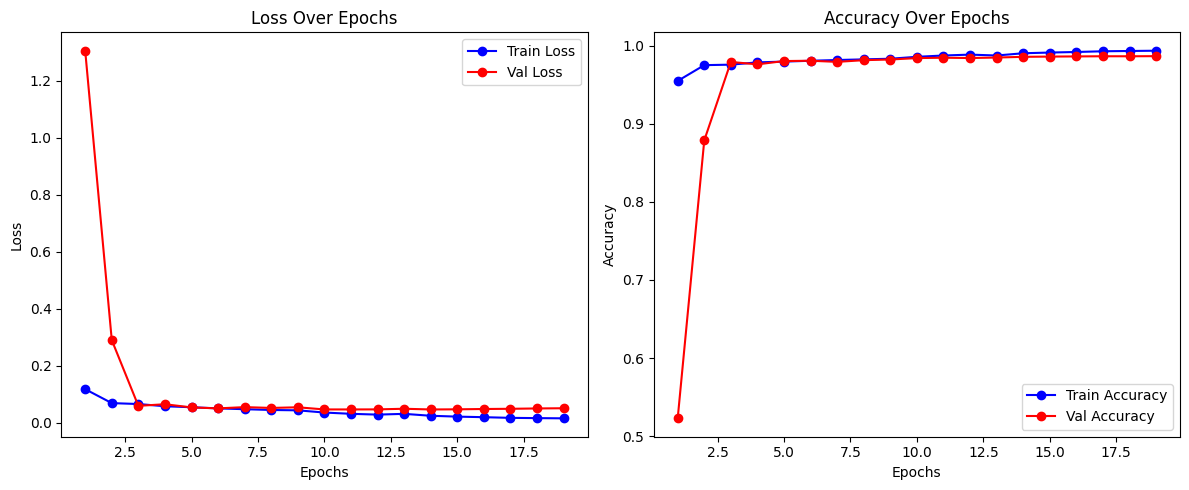 Loss Over Epochs
Train Loss
Val Loss
1.2
1.0
0.8
0.6
0.4
0.2
0.0
Loss
2.5 5.0 7.5 10.0 12.5 15.0 17.5
Epochs
Accuracy Over Epochs
1.0
0.9
0.8
0.7
0.6
0.5
Accuracy
Train Accuracy
Val Accuracy
2.5 5.0 7.5 10.0 12.5 15.0 17.5
Epochs